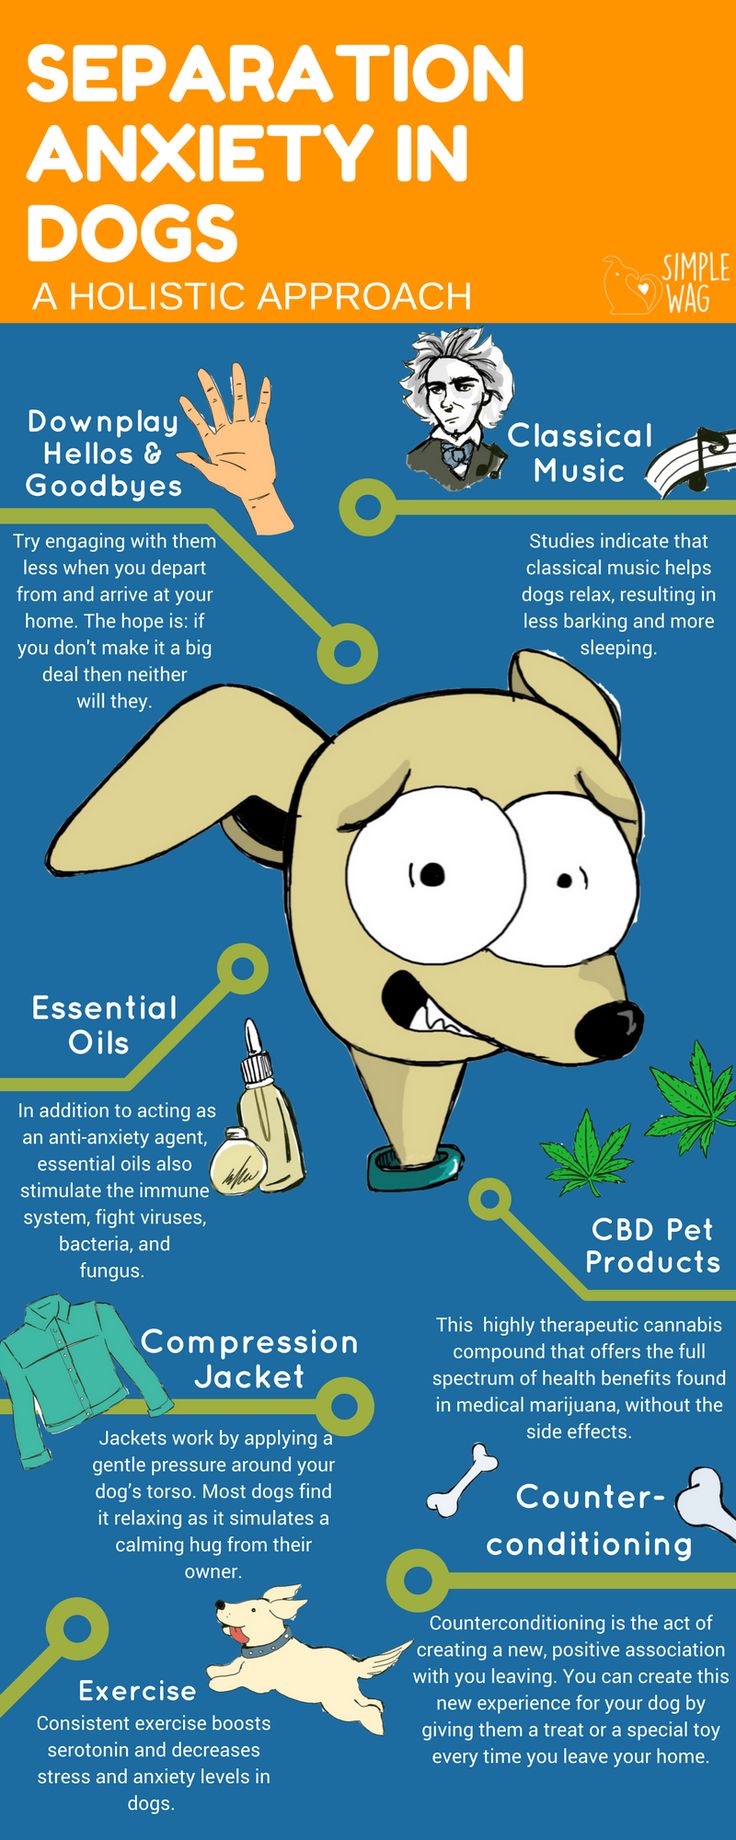 SEPARATION
ANXIETY IN
DOGS
A HOLISTIC APPROACH
SIMPLE
WAG
Downplay
Hellos &
Goodbyes
Try engaging with them
less when you depart
from and arrive at your
home. The hope is: if
you don't make it a big
deal then neither
will they.
Classical
Music
Studies indicate that
classical music helps
dogs relax, resulting in
less barking and more
sleeping.
Essential
Oils
In addition to acting as
an anti-anxiety agent,
essential oils also
stimulate the immune
system, fight viruses,
bacteria, and
fungus.
CBD Pet
Products
This highly therapeutic cannabis
compound that offers the full
spectrum of health benefits found
in medical marijuana, without the
side effects.
Compression
Jacket
Jackets work by applying a
gentle pressure around your
dog's torso. Most dogs find
it relaxing as it simulates a
calming hug from their
owner.
Counter-
conditioning
Counterconditioning is the act of
creating a new, positive association
with you leaving. You can create this
new experience for your dog by
giving them a treat or a special toy
every time you leave your home.
Exercise
Consistent exercise boosts
serotonin and decreases
stress and anxiety levels in
dogs.